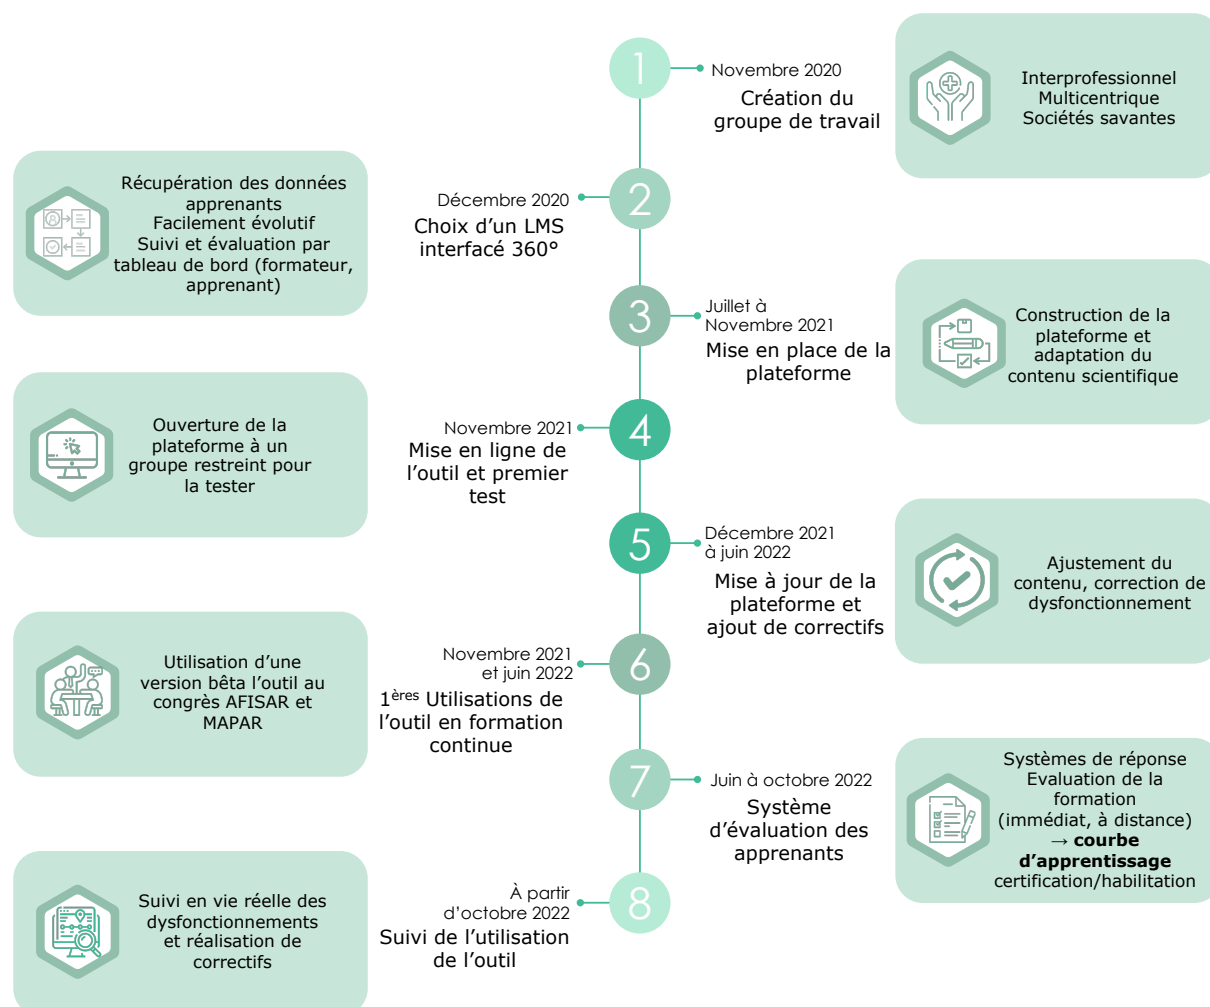 1
Novembre 2020
Création du
groupe de travail
Interprofessionnel
Multicentrique
Sociétés savantes
2
Décembre 2020
Choix d’un LMS
interfacé 360°
Récupération des données
apprenants
Facilement évolutif
Suivi et évaluation par
tableau de bord (formateur,
apprenant)
3
Juillet à
Novembre 2021
Mise en place de la
plateforme
Construction de la
plateforme et
adaptation du
contenu scientifique
4
Novembre 2021
Mise en ligne de
l’outil et premier
test
Ouverture de la
plateforme à un
groupe restreint pour
la tester
5
Décembre 2021
à juin 2022
Mise à jour de la
plateforme et
ajout de correctifs
Ajustement du
contenu, correction de
dysfonctionnement
6
Novembre 2021
et juin 2022
1ères Utilisations de
l’outil en formation
continue
Utilisation d’une
version bêta l’outil au
congrès AFISAR et
MAPAR
7
Juin à octobre 2022
Système
d’évaluation des
apprenants
Systèmes de réponse
Evaluation de la
formation
(immédiat, à distance)
→ courbe
d’apprentissage
certification/habilitation
8
À partir
d’octobre 2022
Suivi de l’utilisation
de l’outil
Suivi en vie réelle des
dysfonctionnements
et réalisation de
correctifs